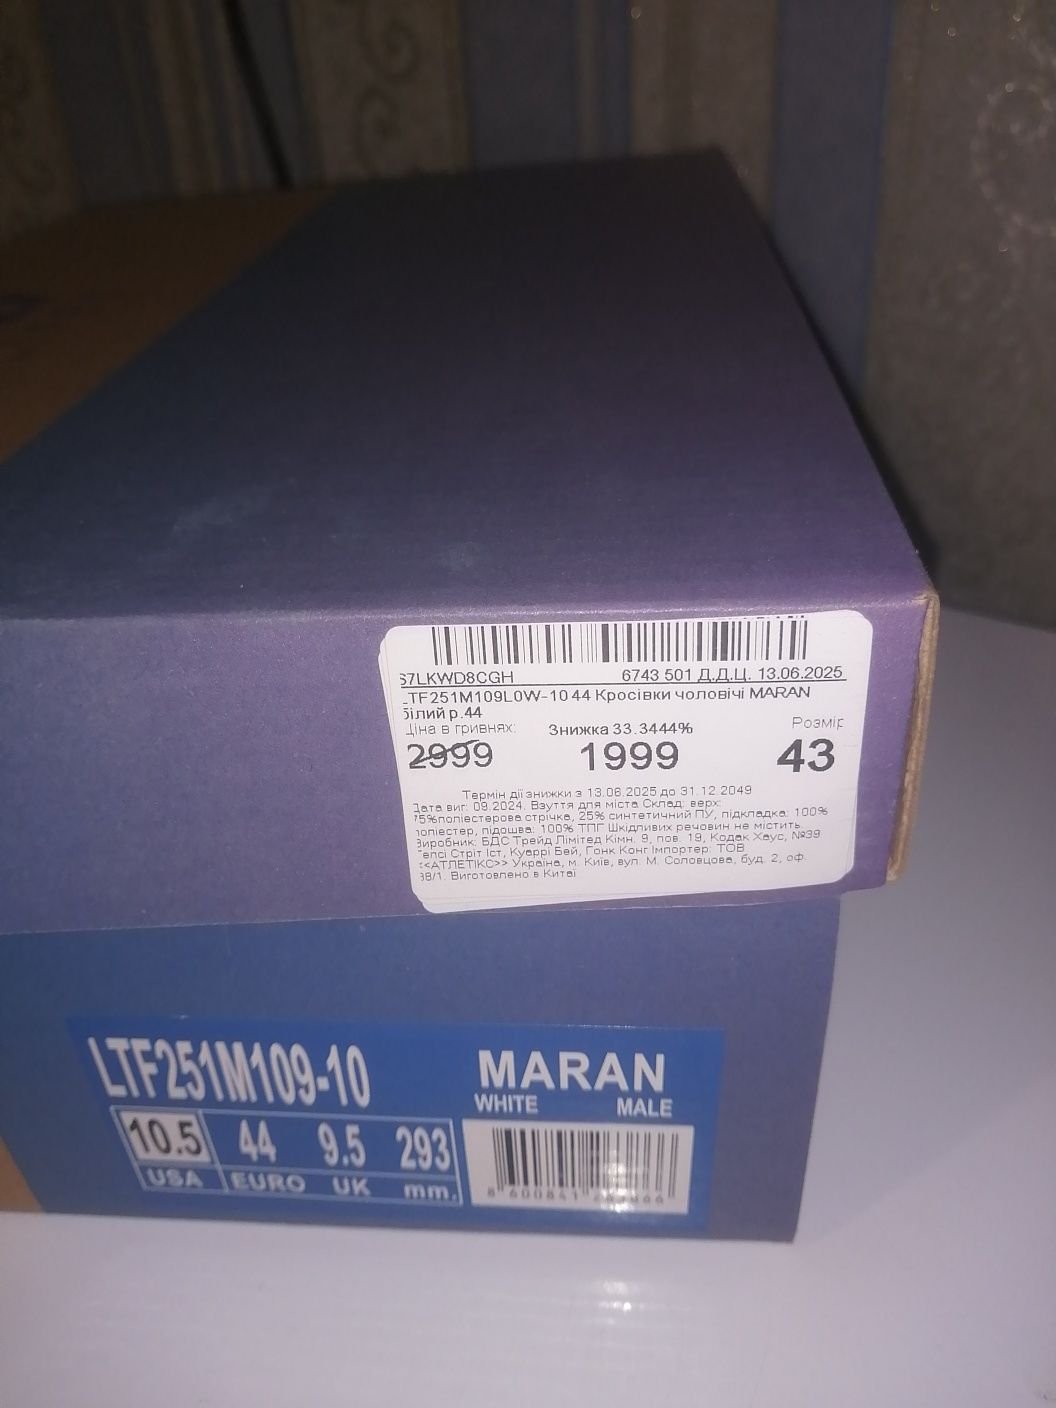 S7LKWD8CGH 6743 501 Д.Д.Ц. 13.06.2025
LTF251M109L0W-10 44 Кросівки чоловічі MARAN
білий р.44
Ціна в гривнях: Знижка 33.3444% Розмір
2999 1999 43
Термін дії знижки з 13.06.2025 до 31.12.2049
Дата виг: 09.2024. Взуття для міста Склад: верх:
75%поліестерова стрічка, 25% синтетичний ПУ, підкладка: 100%
поліестер, підошва: 100% ТПГ Шкідливих речовин не містить
Виробник: БДС Трейд Лімітед Кімн. 9, пов. 19, Кодак Хаус, №39
Гелсі Стріт Іст, Куаррі Бей, Гонк Конг Імпортер: ТОВ
<<АТЛЕТІКС>> Україна, м. Київ, вул. М. Соловцова, буд. 2, оф.
38/1. Виготовлено в Китаї
LTF251M109-10 MARAN
WHITE MALE
10.5 44 9.5 293
USA EURO UK mm.
8 600841